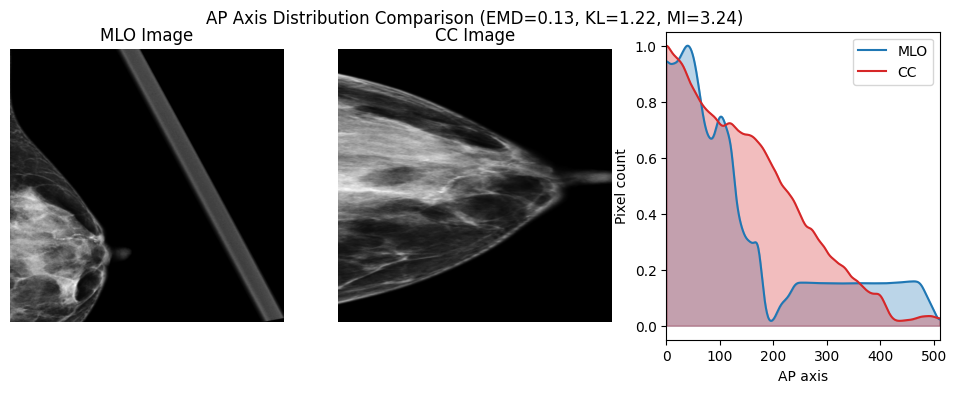 AP Axis Distribution Comparison (EMD=0.13, KL=1.22, MI=3.24)
MLO Image
CC Image
MLO
CC
Pixel count
1.0
0.8
0.6
0.4
0.2
0.0
0 100 200 300 400 500
AP axis